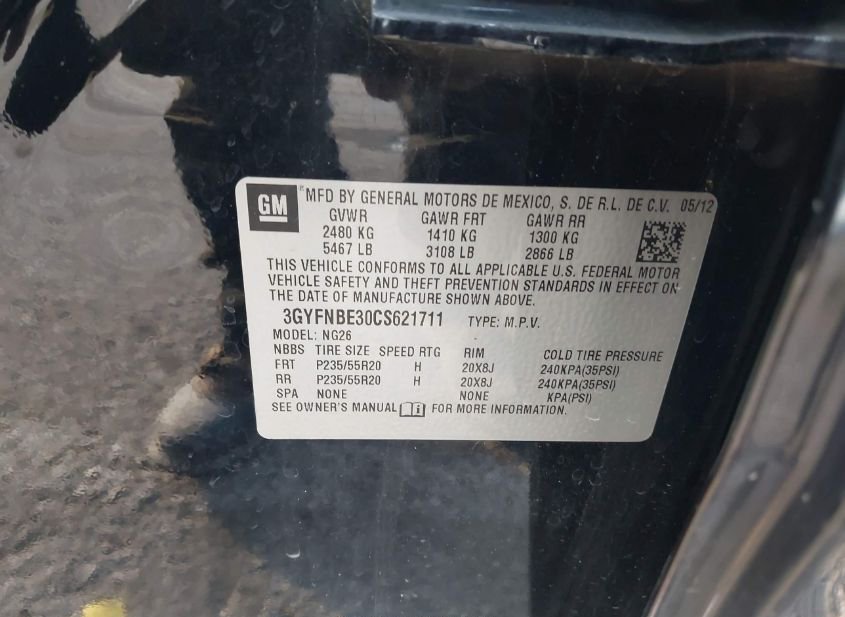 GM MFD BY GENERAL MOTORS DE MEXICO, S. DE R.L. DE C.V. 05/12
GVWR GAWR FRT GAWR RR
2480 KG 1410 KG 1300 KG
5467 LB 3108 LB 2866 LB
THIS VEHICLE CONFORMS TO ALL APPLICABLE U.S. FEDERAL MOTOR
VEHICLE SAFETY AND THEFT PREVENTION STANDARDS IN EFFECT ON
THE DATE OF MANUFACTURE SHOWN ABOVE.
3GYFNBE30CS621711 TYPE: M.P.V.
MODEL: NG26
NBBS TIRE SIZE SPEED RTG RIM COLD TIRE PRESSURE
FRT P235/55R20 H 20X8J 240KPA(35PSI)
RR P235/55R20 H 20X8J 240KPA(35PSI)
SPA NONE NONE KPA(PSI)
SEE OWNER'S MANUAL FOR MORE INFORMATION.